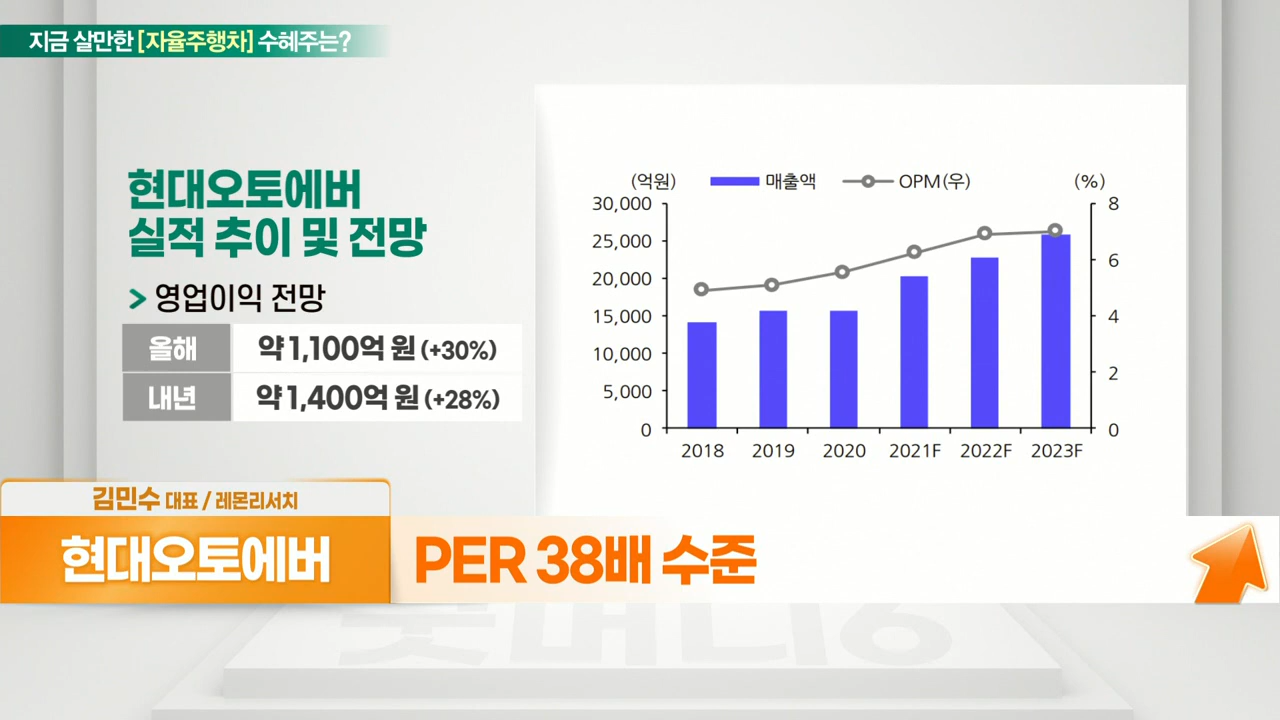 지금 살만한 [자율주행차] 수혜주는?
현대오토에버
실적 추이 및 전망
> 영업이익 전망
올해 약 1,100억 원 (+30%)
내년 약 1,400억 원 (+28%)
(억원) 매출액 OPM(우) (%)
30,000 8
25,000
20,000 6
15,000 4
10,000
5,000 2
0 0
2018 2019 2020 2021F 2022F 2023F
김민수 대표 / 레몬리서치
현대오토에버 PER 38배 수준
머니6